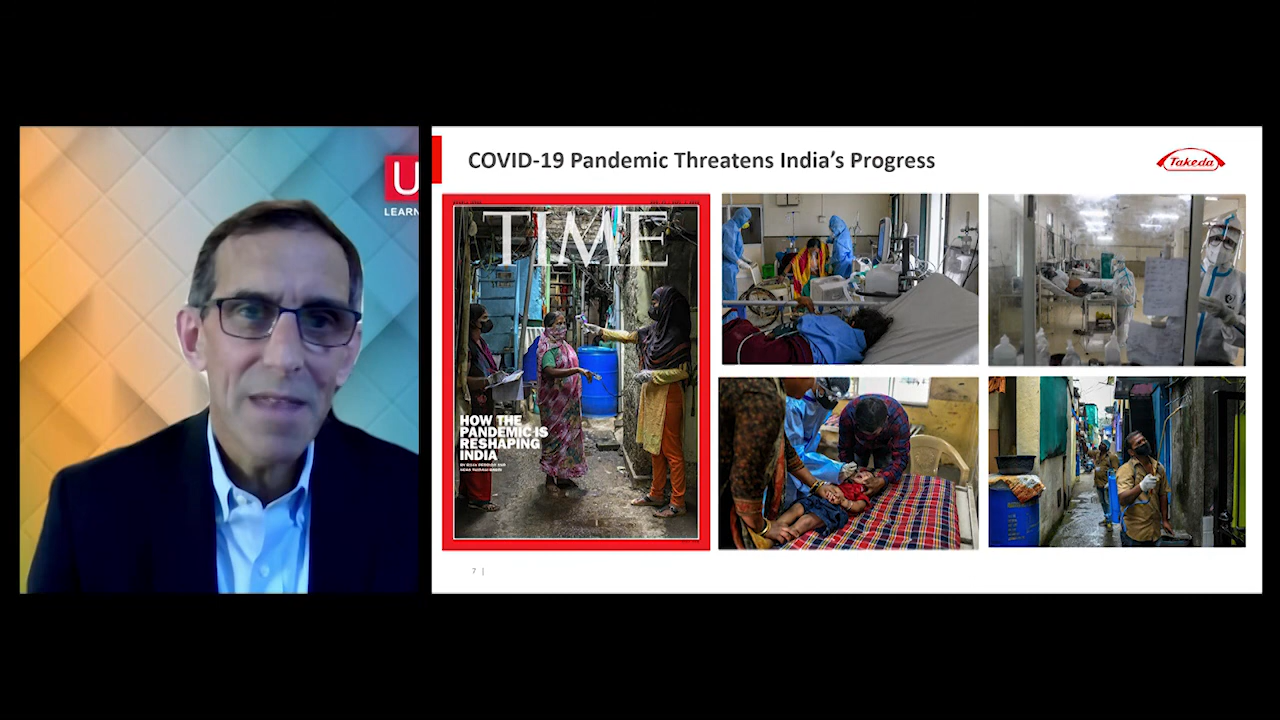 U
LEARN
COVID-19 Pandemic Threatens India's Progress
Takeda
TIME
HOW THE
PANDEMIC IS
RESHAPING
INDIA
7 |